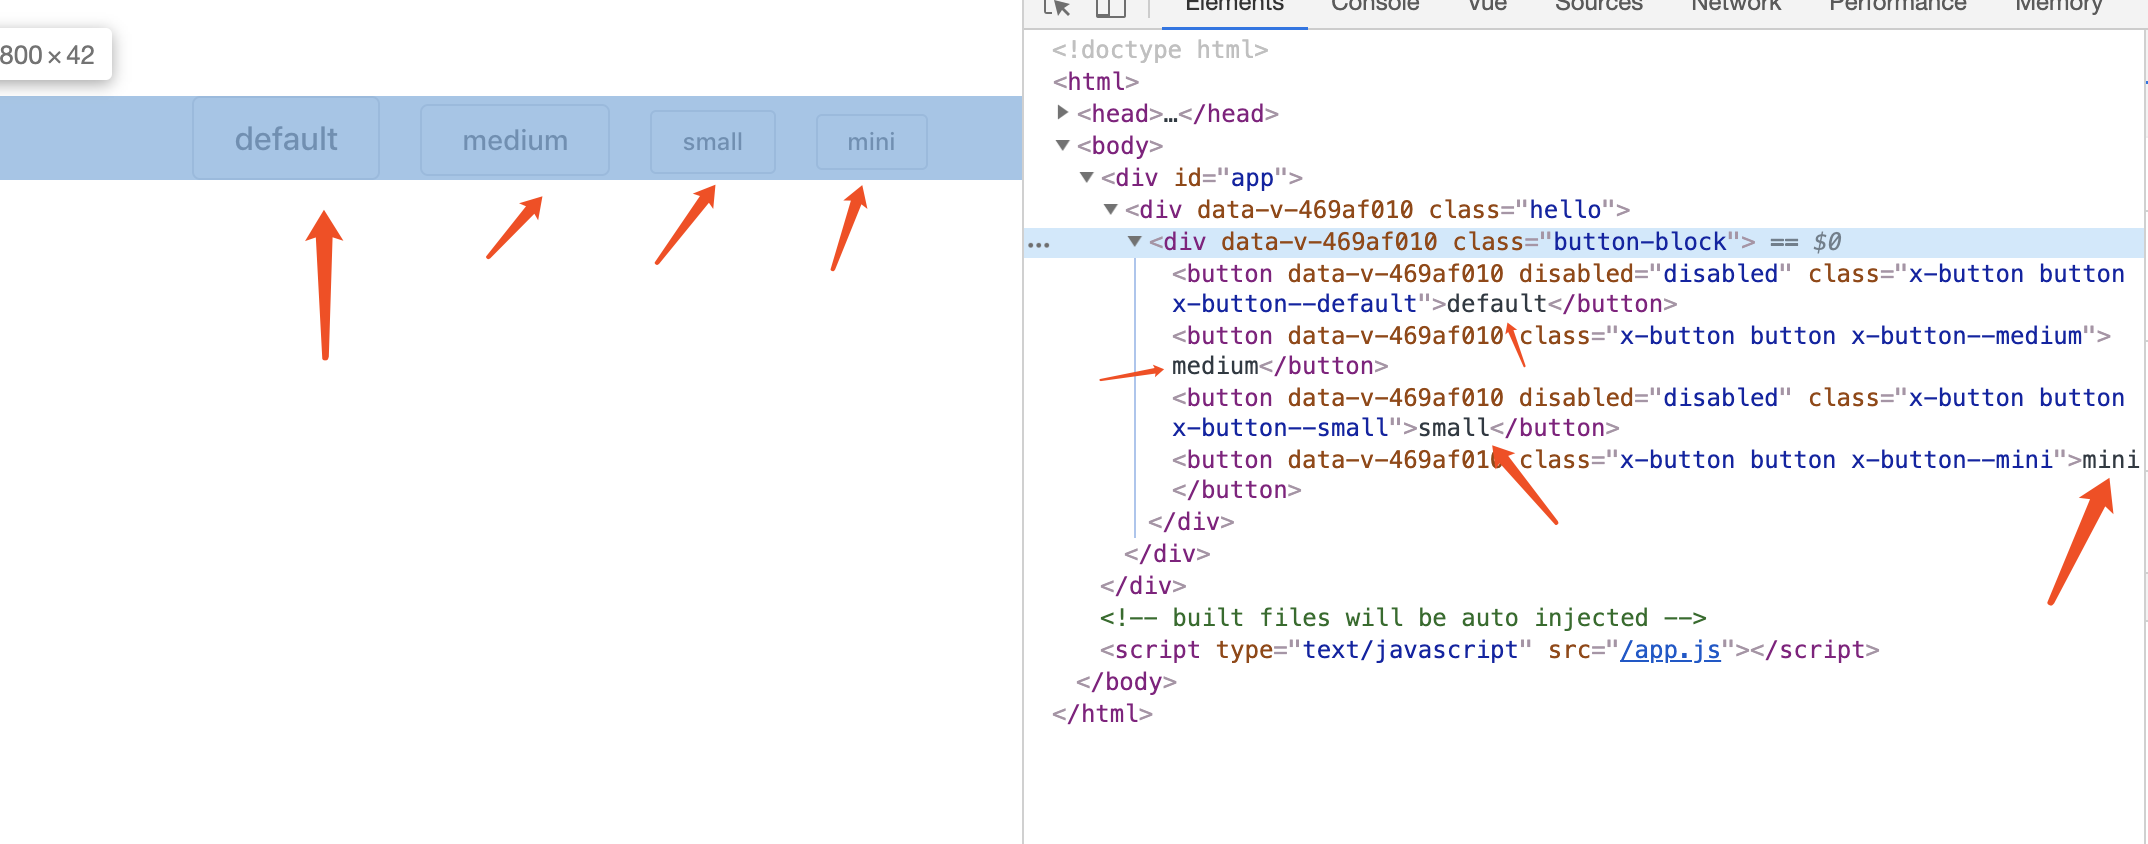 Elements Console Vue Sources Network Performance Memory
800 × 42
default medium small mini
<!doctype html>
<html>
<head>…</head>
<body>
<div id="app">
<div data-v-469af010 class="hello">
… <div data-v-469af010 class="button-block"> == $0
<button data-v-469af010 disabled="disabled" class="x-button button
x-button--default">default</button>
<button data-v-469af010 class="x-button button x-button--medium">
medium</button>
<button data-v-469af010 disabled="disabled" class="x-button button
x-button--small">small</button>
<button data-v-469af010 class="x-button button x-button--mini">mini
</button>
</div>
</div>
</div>
<!-- built files will be auto injected -->
<script type="text/javascript" src="/app.js"></script>
</body>
</html>